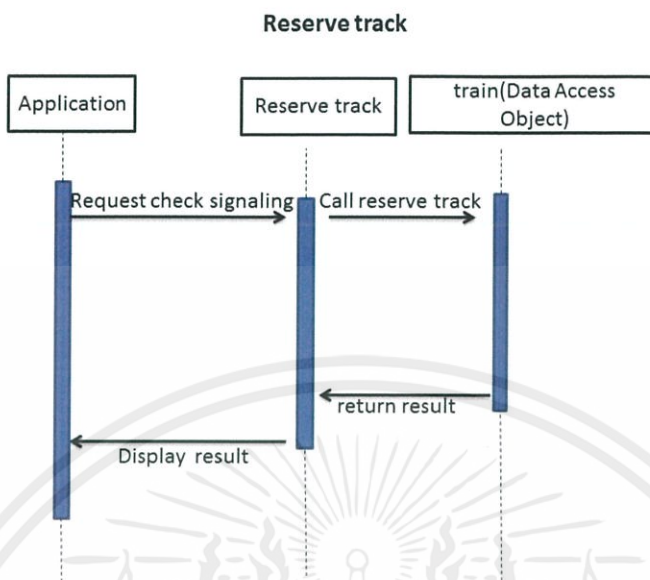 Reserve track
Application
Reserve track
train(Data Access
Object)
Request check signaling
Call reserve track
return result
Display result